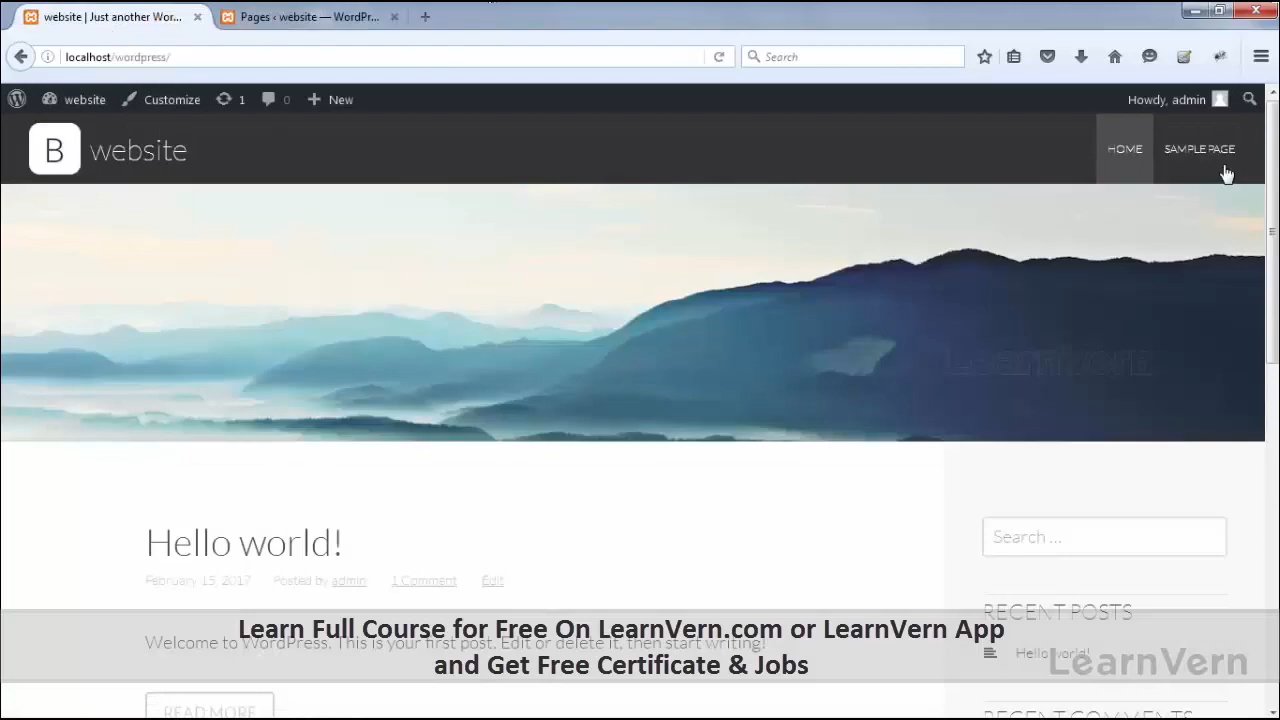 website | Just another Wor...
Pages ‹ website — WordPr...
localhost/wordpress/
Search
website
Customize
1
0
New
Howdy, admin
B
website
HOME
SAMPLE PAGE
LearnVern
Hello world!
February 15, 2017
Posted by admin
1 Comment
Edit
Search ...
RECENT POSTS
Welcome to WordPress. This is your first post. Edit or delete it, then start writing!
Hello world!
Learn Full Course for Free On LearnVern.com or LearnVern App
and Get Free Certificate & Jobs
LearnVern
READ MORE
RECENT COMMENTS